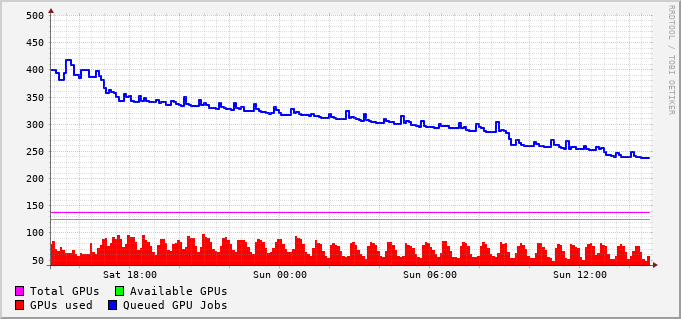 500
450
400
350
300
250
200
150
100
50
Sat 18:00 Sun 00:00 Sun 06:00 Sun 12:00
Total GPUs Available GPUs
GPUs used Queued GPU Jobs
RRDTOOL / TOBI OETIKER